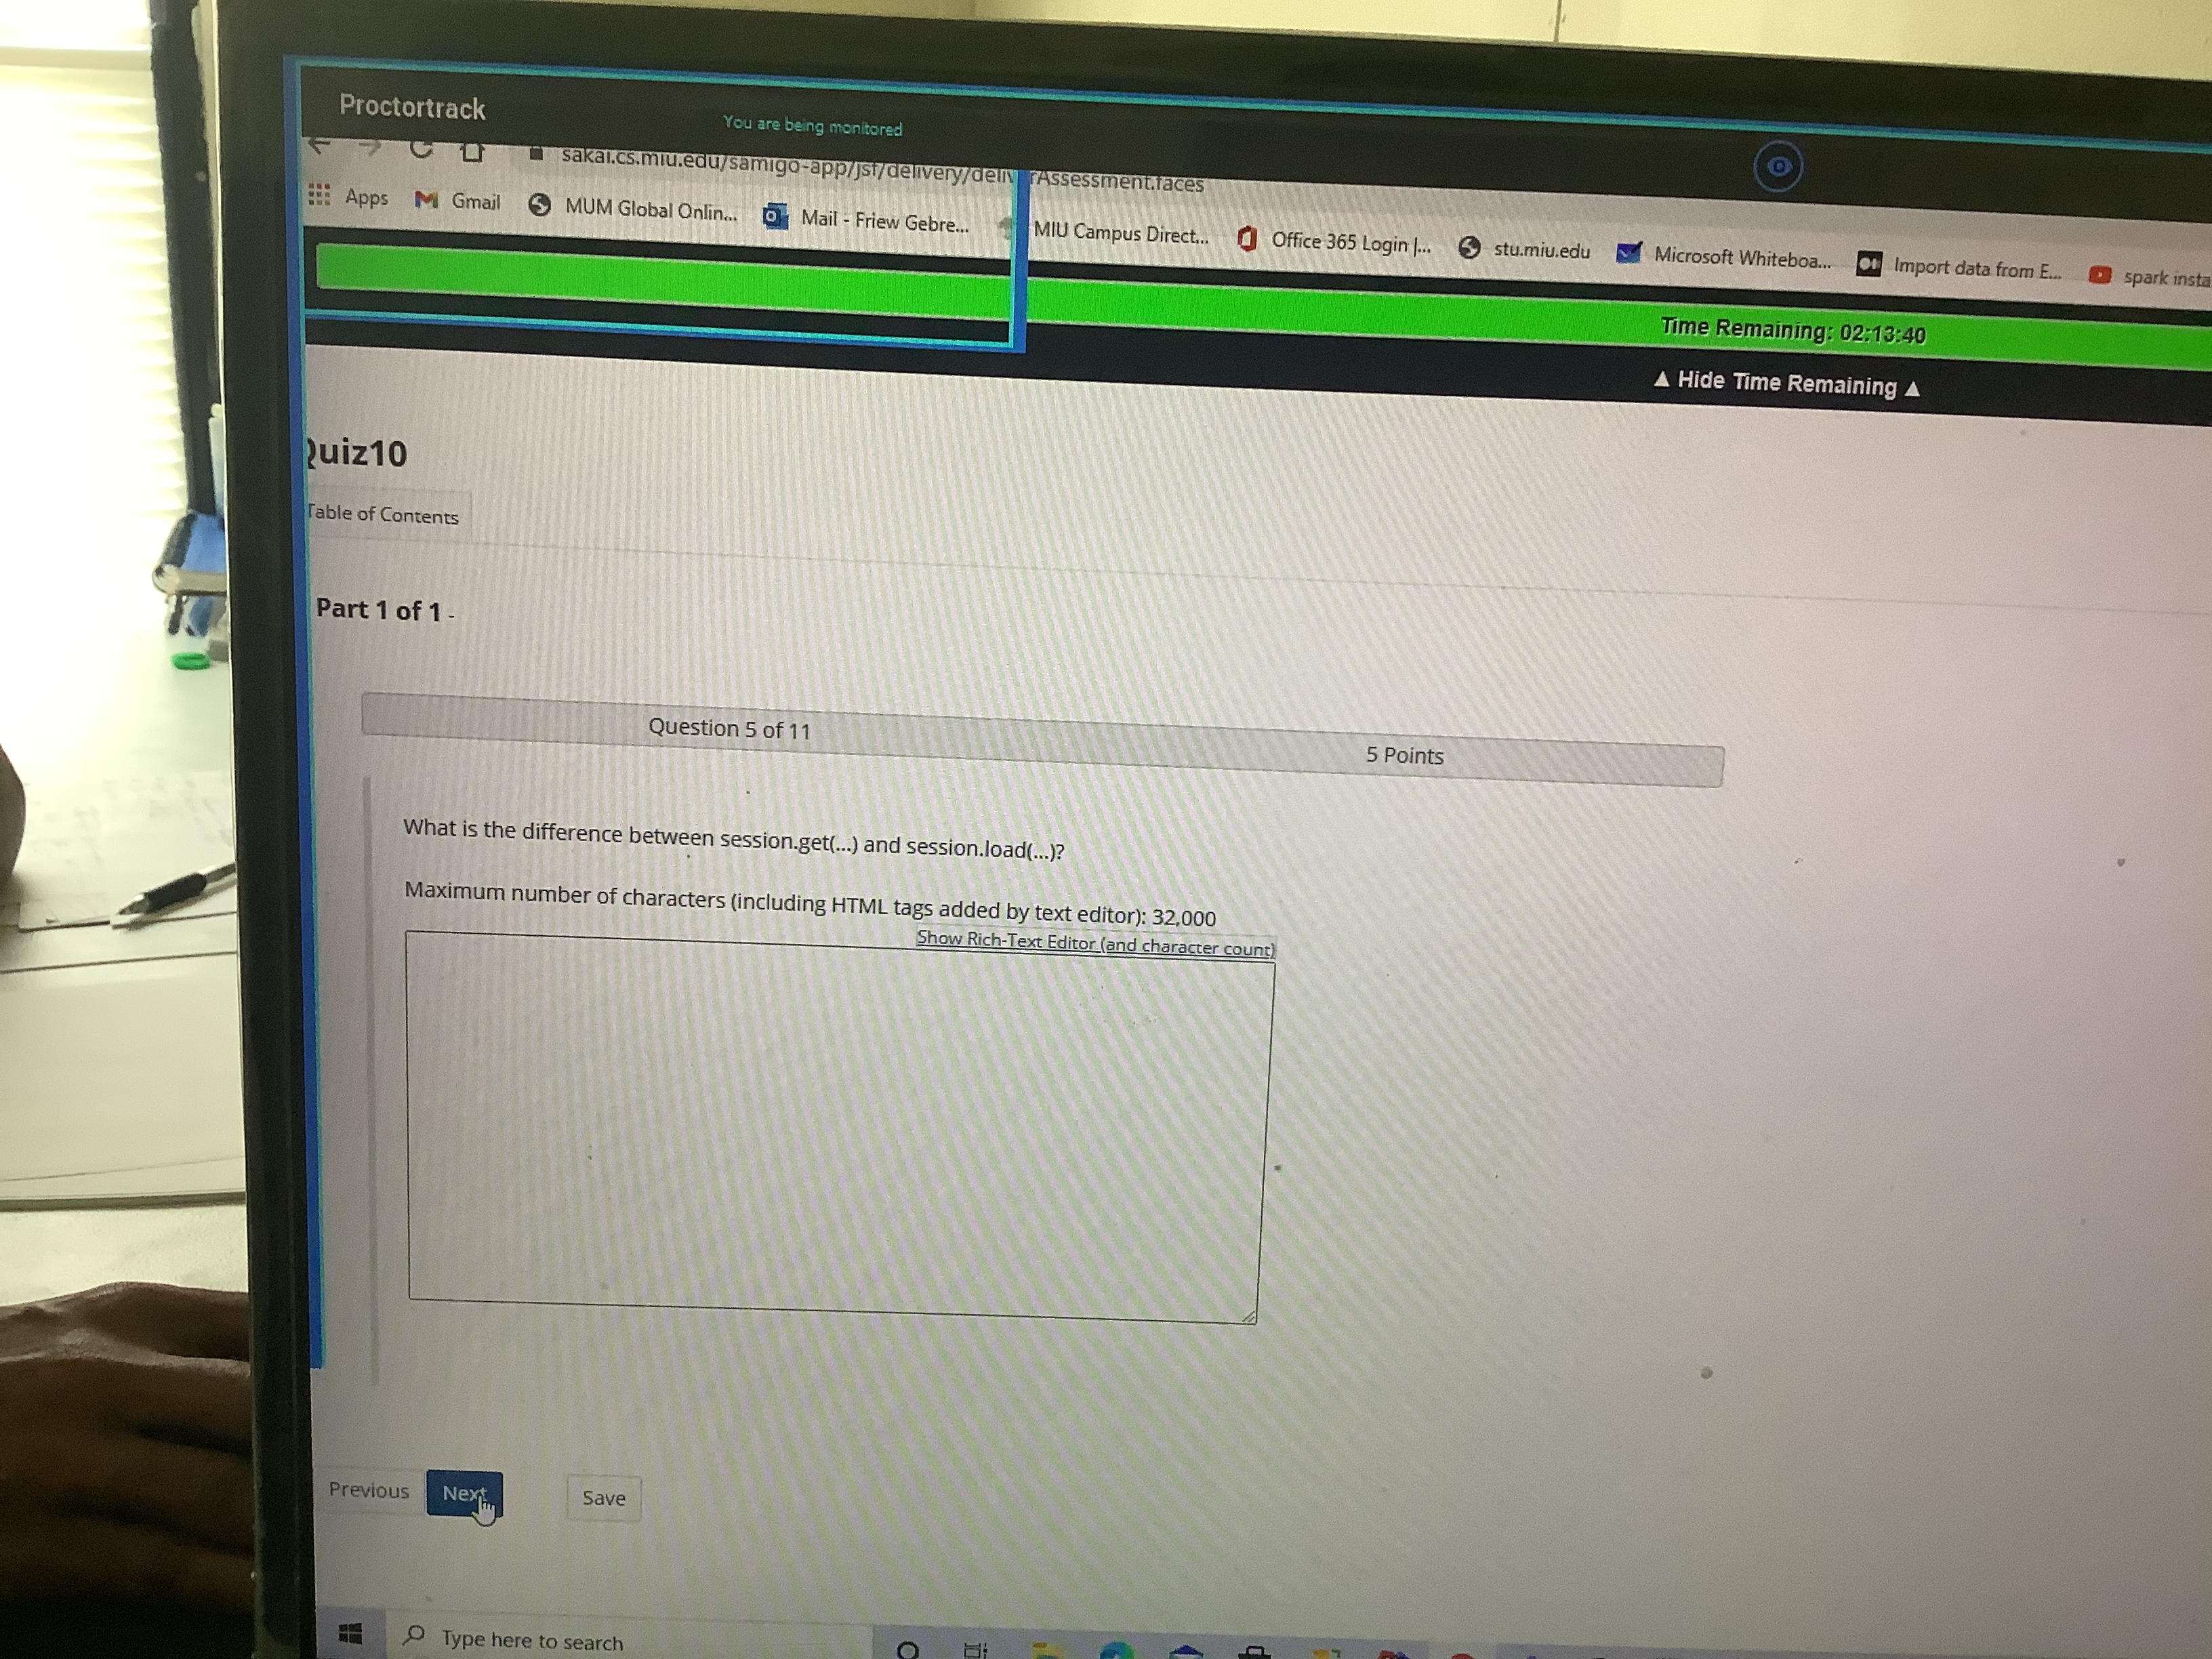 Proctortrack
You are being monitored
sakai.cs.miu.edu/samigo-app/jsf/delivery/deliv rAssessment.faces
Apps Gmail MUM Global Onlin... Mail - Friew Gebre... MIU Campus Direct... Office 365 Login |... stu.miu.edu Microsoft Whiteboa... Import data from E... spark insta
Time Remaining: 02:13:40
▲ Hide Time Remaining ▲
Quiz10
Table of Contents
Part 1 of 1 -
Question 5 of 11 5 Points
What is the difference between session.get(...) and session.load(...)?
Maximum number of characters (including HTML tags added by text editor): 32,000
Show Rich-Text Editor (and character count)
Previous Next Save
Type here to search